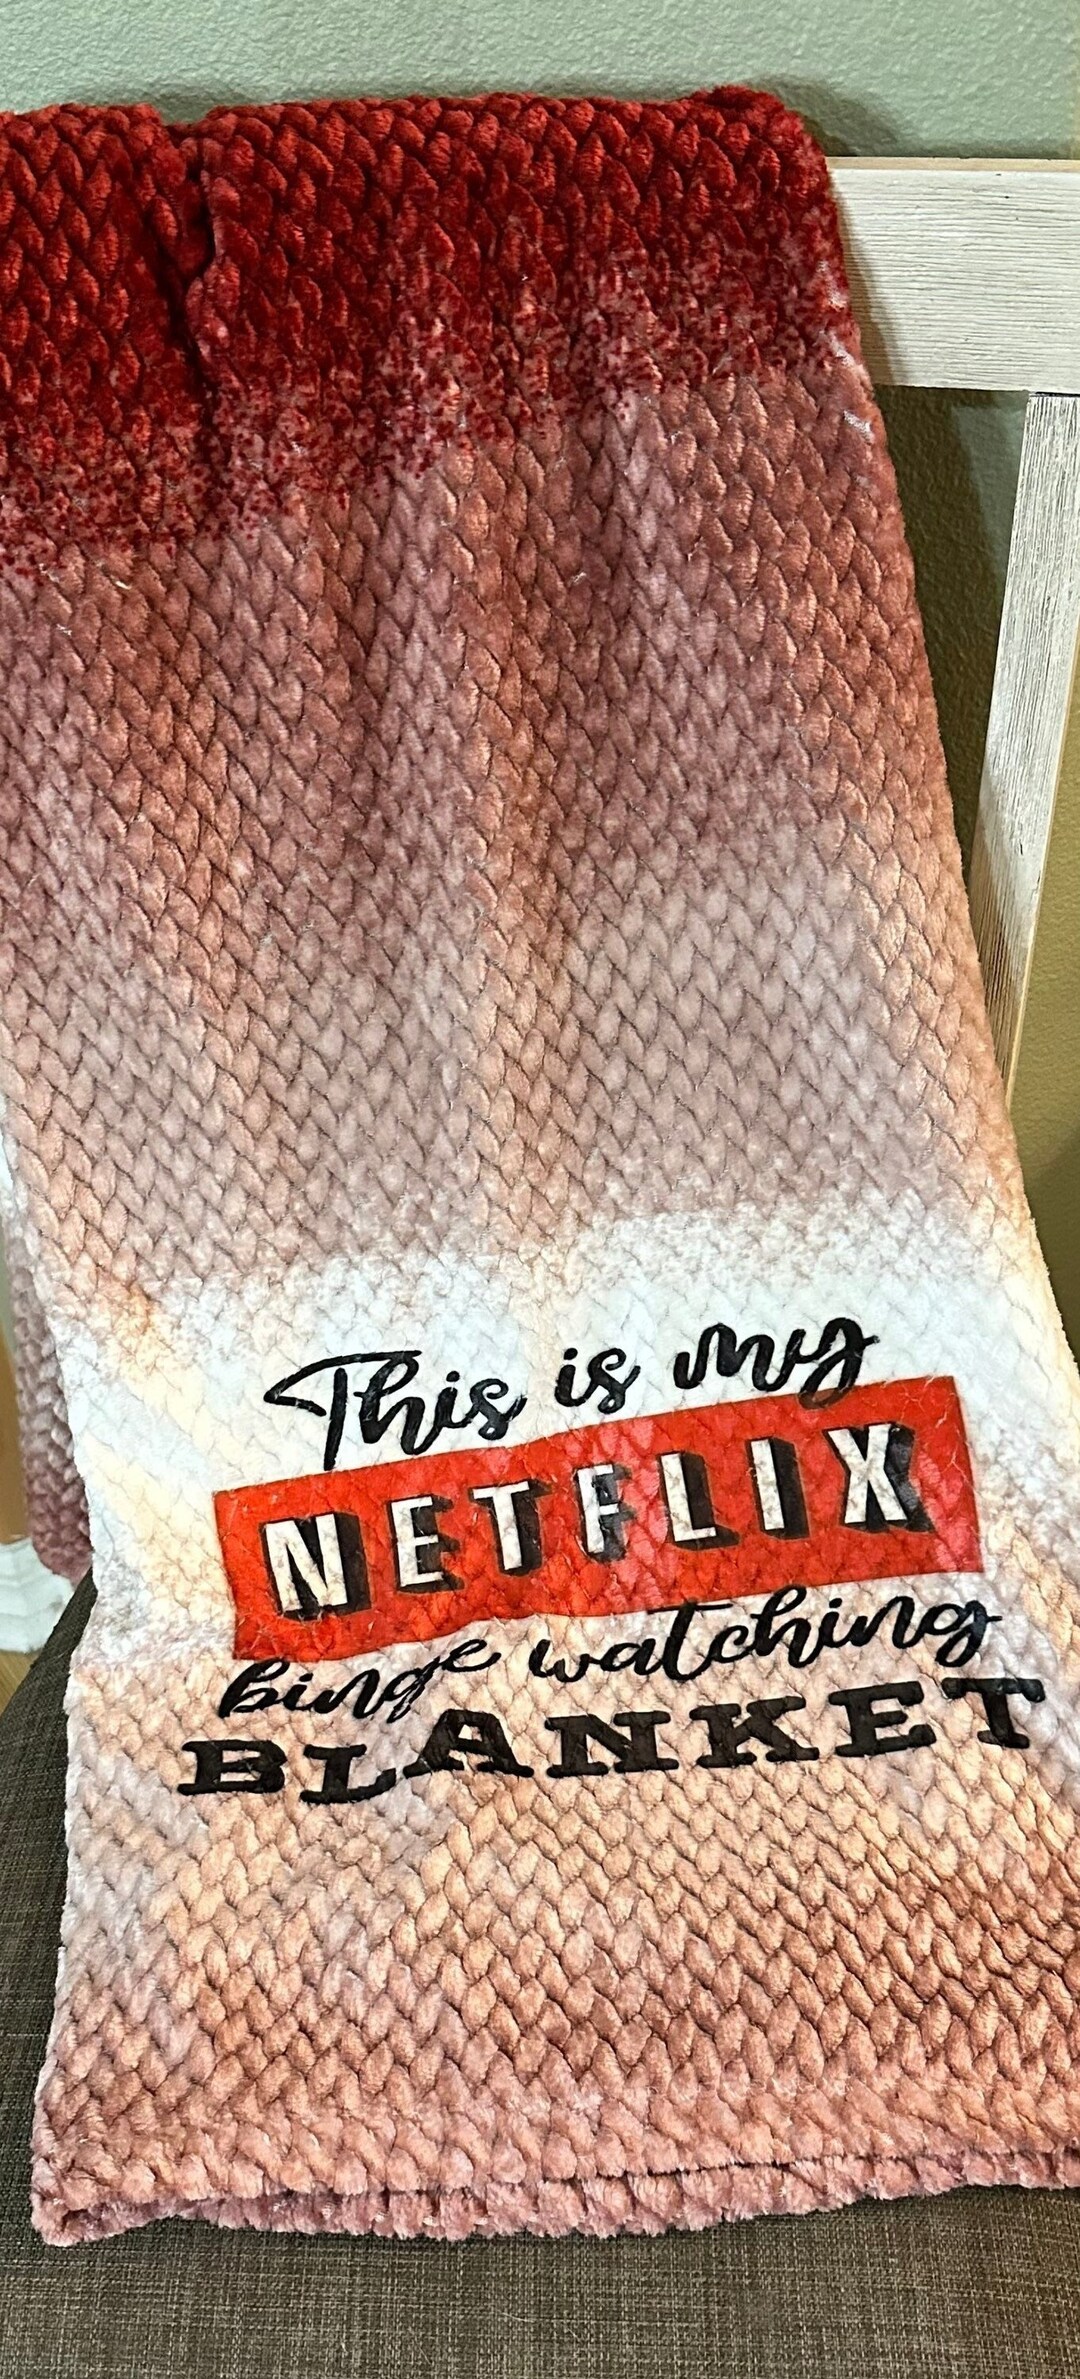 This is my
NETFLIX
binge watching
BLANKET